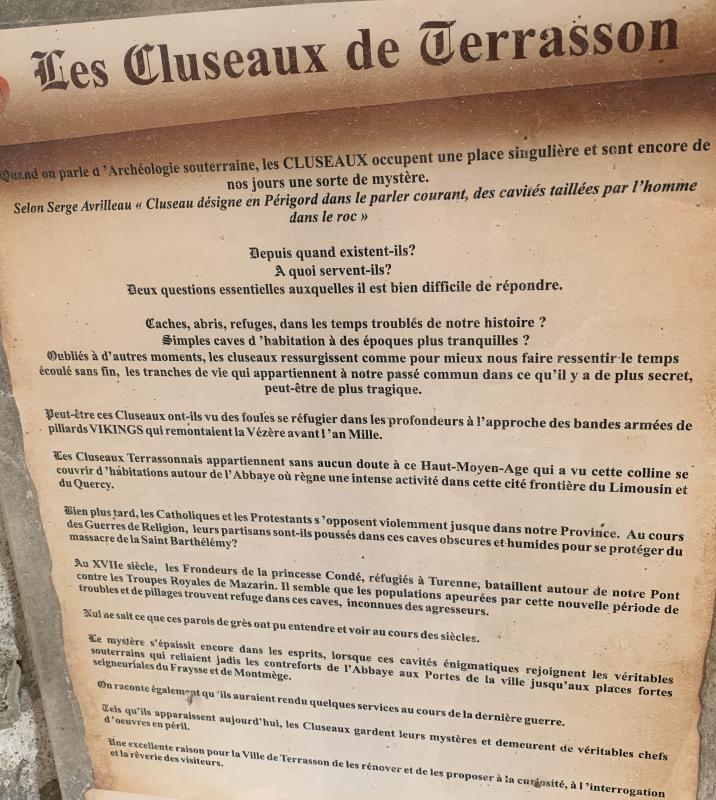 Les Cluseaux de Terrasson
Quand on parle d 'Archéologie souterraine, les CLUSEAUX occupent une place singulière et sont encore de
nos jours une sorte de mystère.
Selon Serge Avrilleau « Cluseau désigne en Périgord dans le parler courant, des cavités taillées par l'homme
dans le roc »
Depuis quand existent-ils?
A quoi servent-ils?
Deux questions essentielles auxquelles il est bien difficile de répondre.
Caches, abris, refuges, dans les temps troublés de notre histoire ?
Simples caves d 'habitation à des époques plus tranquilles ?
Oubliés à d'autres moments, les cluseaux ressurgissent comme pour mieux nous faire ressentir le temps
écoulé sans fin, les tranches de vie qui appartiennent à notre passé commun dans ce qu'il y a de plus secret,
peut-être de plus tragique.
Peut-être ces Cluseaux ont-ils vu des foules se réfugier dans les profondeurs à l'approche des bandes armées de
pillards VIKINGS qui remontaient la Vézère avant l 'an Mille.
Les Cluseaux Terrassonnais appartiennent sans aucun doute à ce Haut-Moyen-Age qui a vu cette colline se
couvrir d'hâbitations autour de l'Abbaye où règne une intense activité dans cette cité frontière du Limousin et
du Quercy.
Bien plus tard, les Catholiques et les Protestants s 'opposent violemment jusque dans notre Province. Au cours
des Guerres de Religion, leurs partisans sont-ils poussés dans ces caves obscures et humides pour se protéger du
massacre de la Saint Barthélémy?
Au XVIIe siècle, les Frondeurs de la princesse Condé, réfugiés à Turenne, bataillent autour de notre Pont
contre les Troupes Royales de Mazarin. Il semble que les populations apeurées par cette nouvelle période de
troubles et de pillages trouvent refuge dans ces caves, inconnues des agresseurs.
Nul ne sait ce que ces parois de grès ont pu entendre et voir au cours des siècles.
Le mystère s'épaissit encore dans les esprits, lorsque ces cavités énigmatiques rejoignent les véritables
souterrains qui reliaient jadis les contreforts de l'Abbaye aux Portes de la ville jusqu'aux places fortes
seigneuriales du Fraysse et de Montmège.
On raconte également qu 'ils auraient rendu quelques services au cours de la dernière guerre.
Tels qu'ils apparaissent aujourd'hui, les Cluseaux gardent leurs mystères et demeurent de véritables chefs
d'oeuvres en péril.
Une excellente raison pour la Ville de Terrasson de les rénover et de les proposer à la curiosité, à l 'interrogation
et la rêverie des visiteurs.